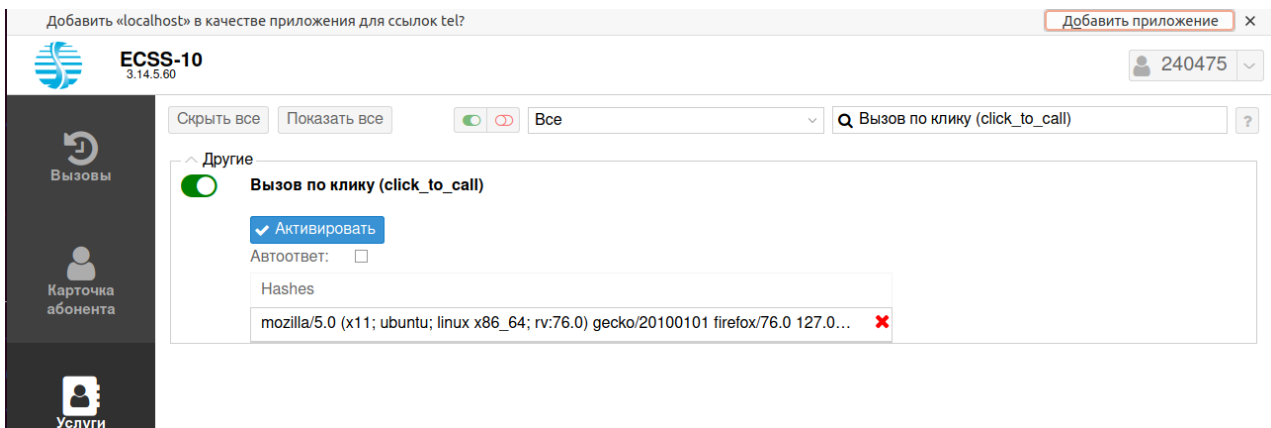 Добавить «localhost» в качестве приложения для ссылок tel?
Добавить приложение
ECSS-10
3.14.5.60
240475
Скрыть все
Показать все
Все
Вызов по клику (click_to_call)
?
Вызовы
Другие
Вызов по клику (click_to_call)
Активировать
Автоответ:
Hashes
mozilla/5.0 (x11; ubuntu; linux x86_64; rv:76.0) gecko/20100101 firefox/76.0 127.0...
Карточка
абонента
Услуги